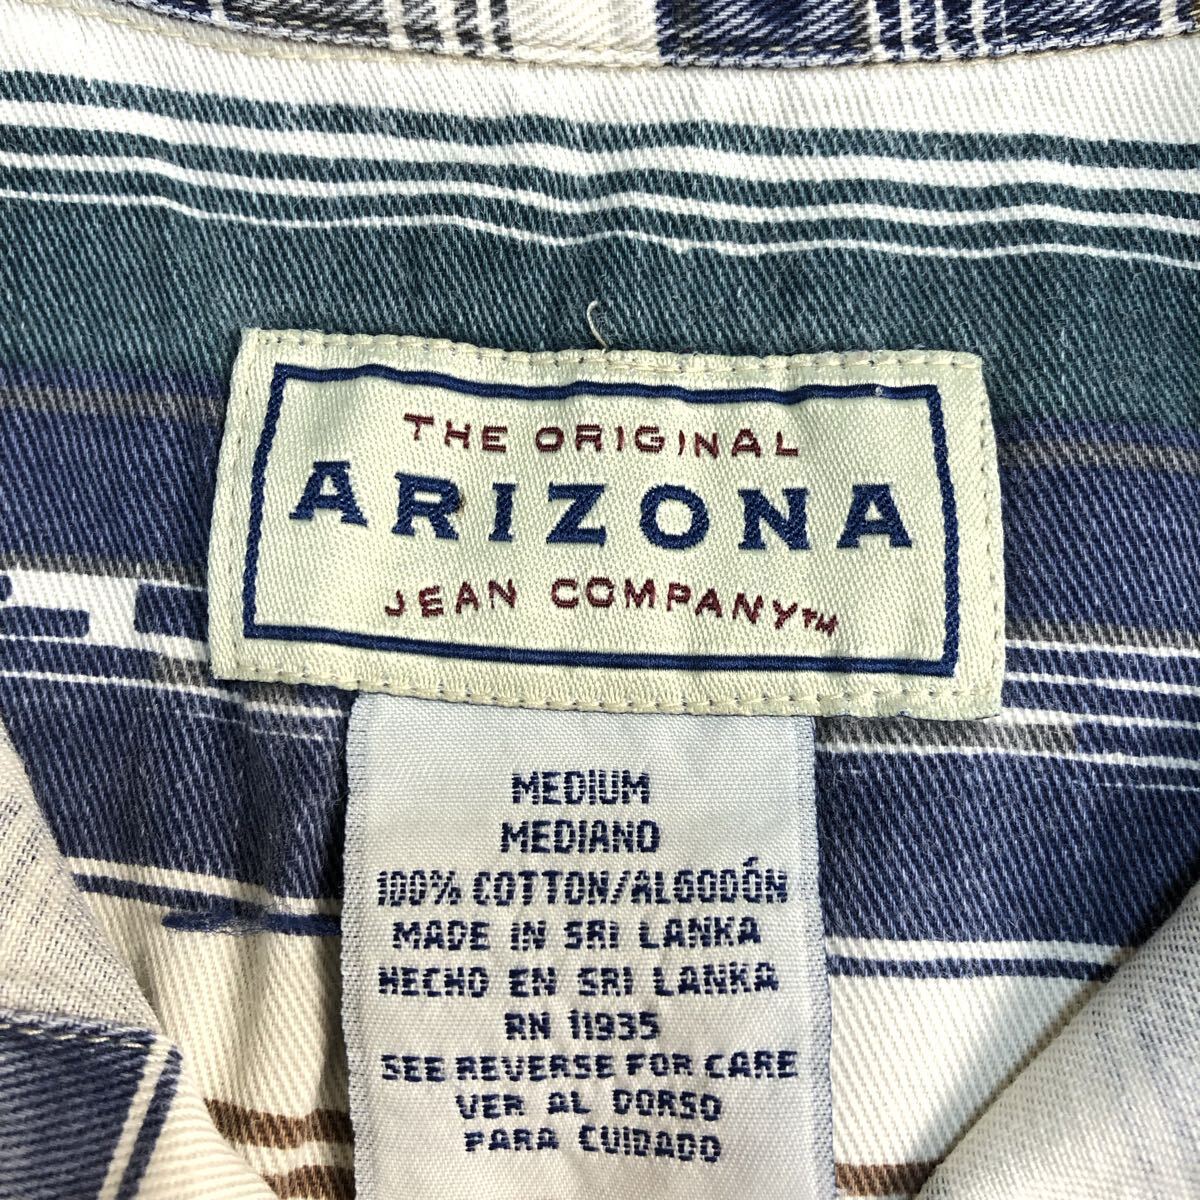 THE ORIGINAL
ARIZONA
JEAN COMPANY™
MEDIUM
MEDIANO
100% COTTON/ALGODÓN
MADE IN SRI LANKA
HECHO EN SRI LANKA
RN 11935
SEE REVERSE FOR CARE
VER AL DORSO
PARA CUIDADO